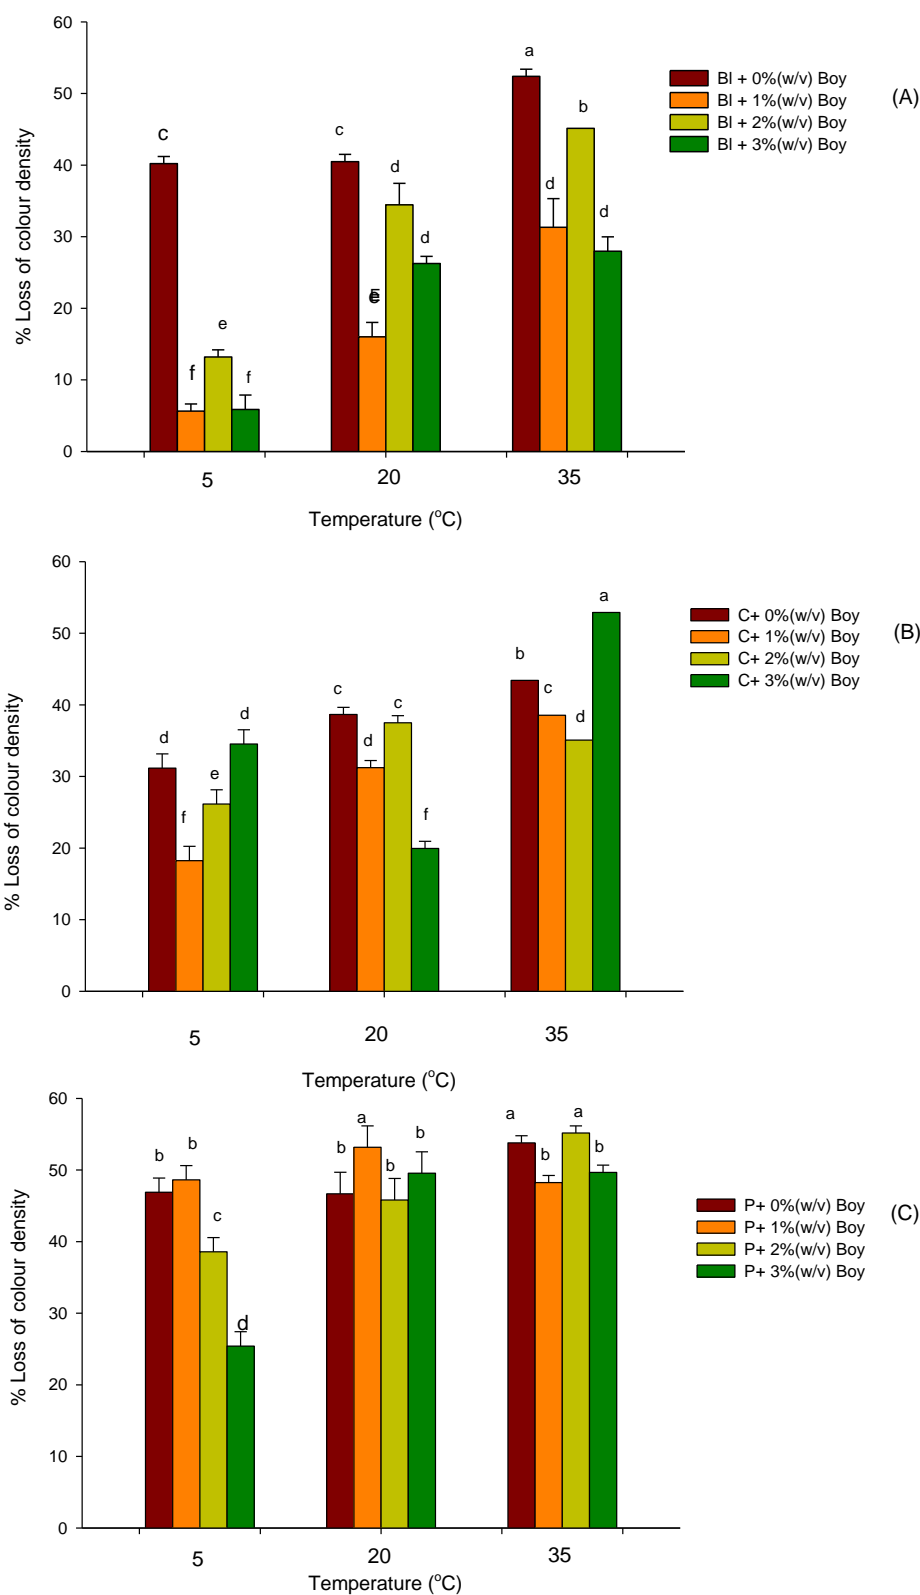 60
50
40
30
20
10
0
% Loss of colour density
c
f
e
f
c
e
d
d
a
d
b
d
5
20
35
Temperature (°C)
Bl + 0%(w/v) Boy
Bl + 1%(w/v) Boy
Bl + 2%(w/v) Boy
Bl + 3%(w/v) Boy
(A)
60
50
40
30
20
10
0
% Loss of colour density
d
f
e
d
c
d
c
f
b
c
d
a
5
20
35
Temperature (°C)
C+ 0%(w/v) Boy
C+ 1%(w/v) Boy
C+ 2%(w/v) Boy
C+ 3%(w/v) Boy
(B)
60
50
40
30
20
10
0
% Loss of colour density
b
b
c
d
b
a
b
b
a
b
a
b
5
20
35
Temperature (°C)
P+ 0%(w/v) Boy
P+ 1%(w/v) Boy
P+ 2%(w/v) Boy
P+ 3%(w/v) Boy
(C)